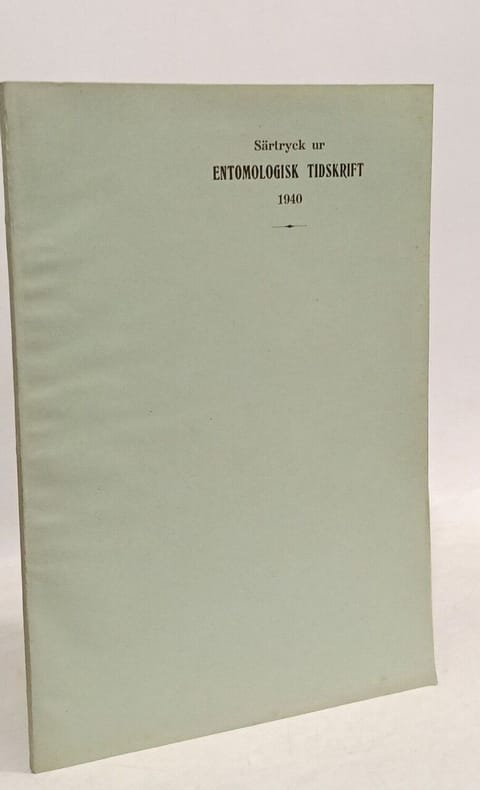 Särtryck ur
ENTOMOLOGISK TIDSKRIFT
1940